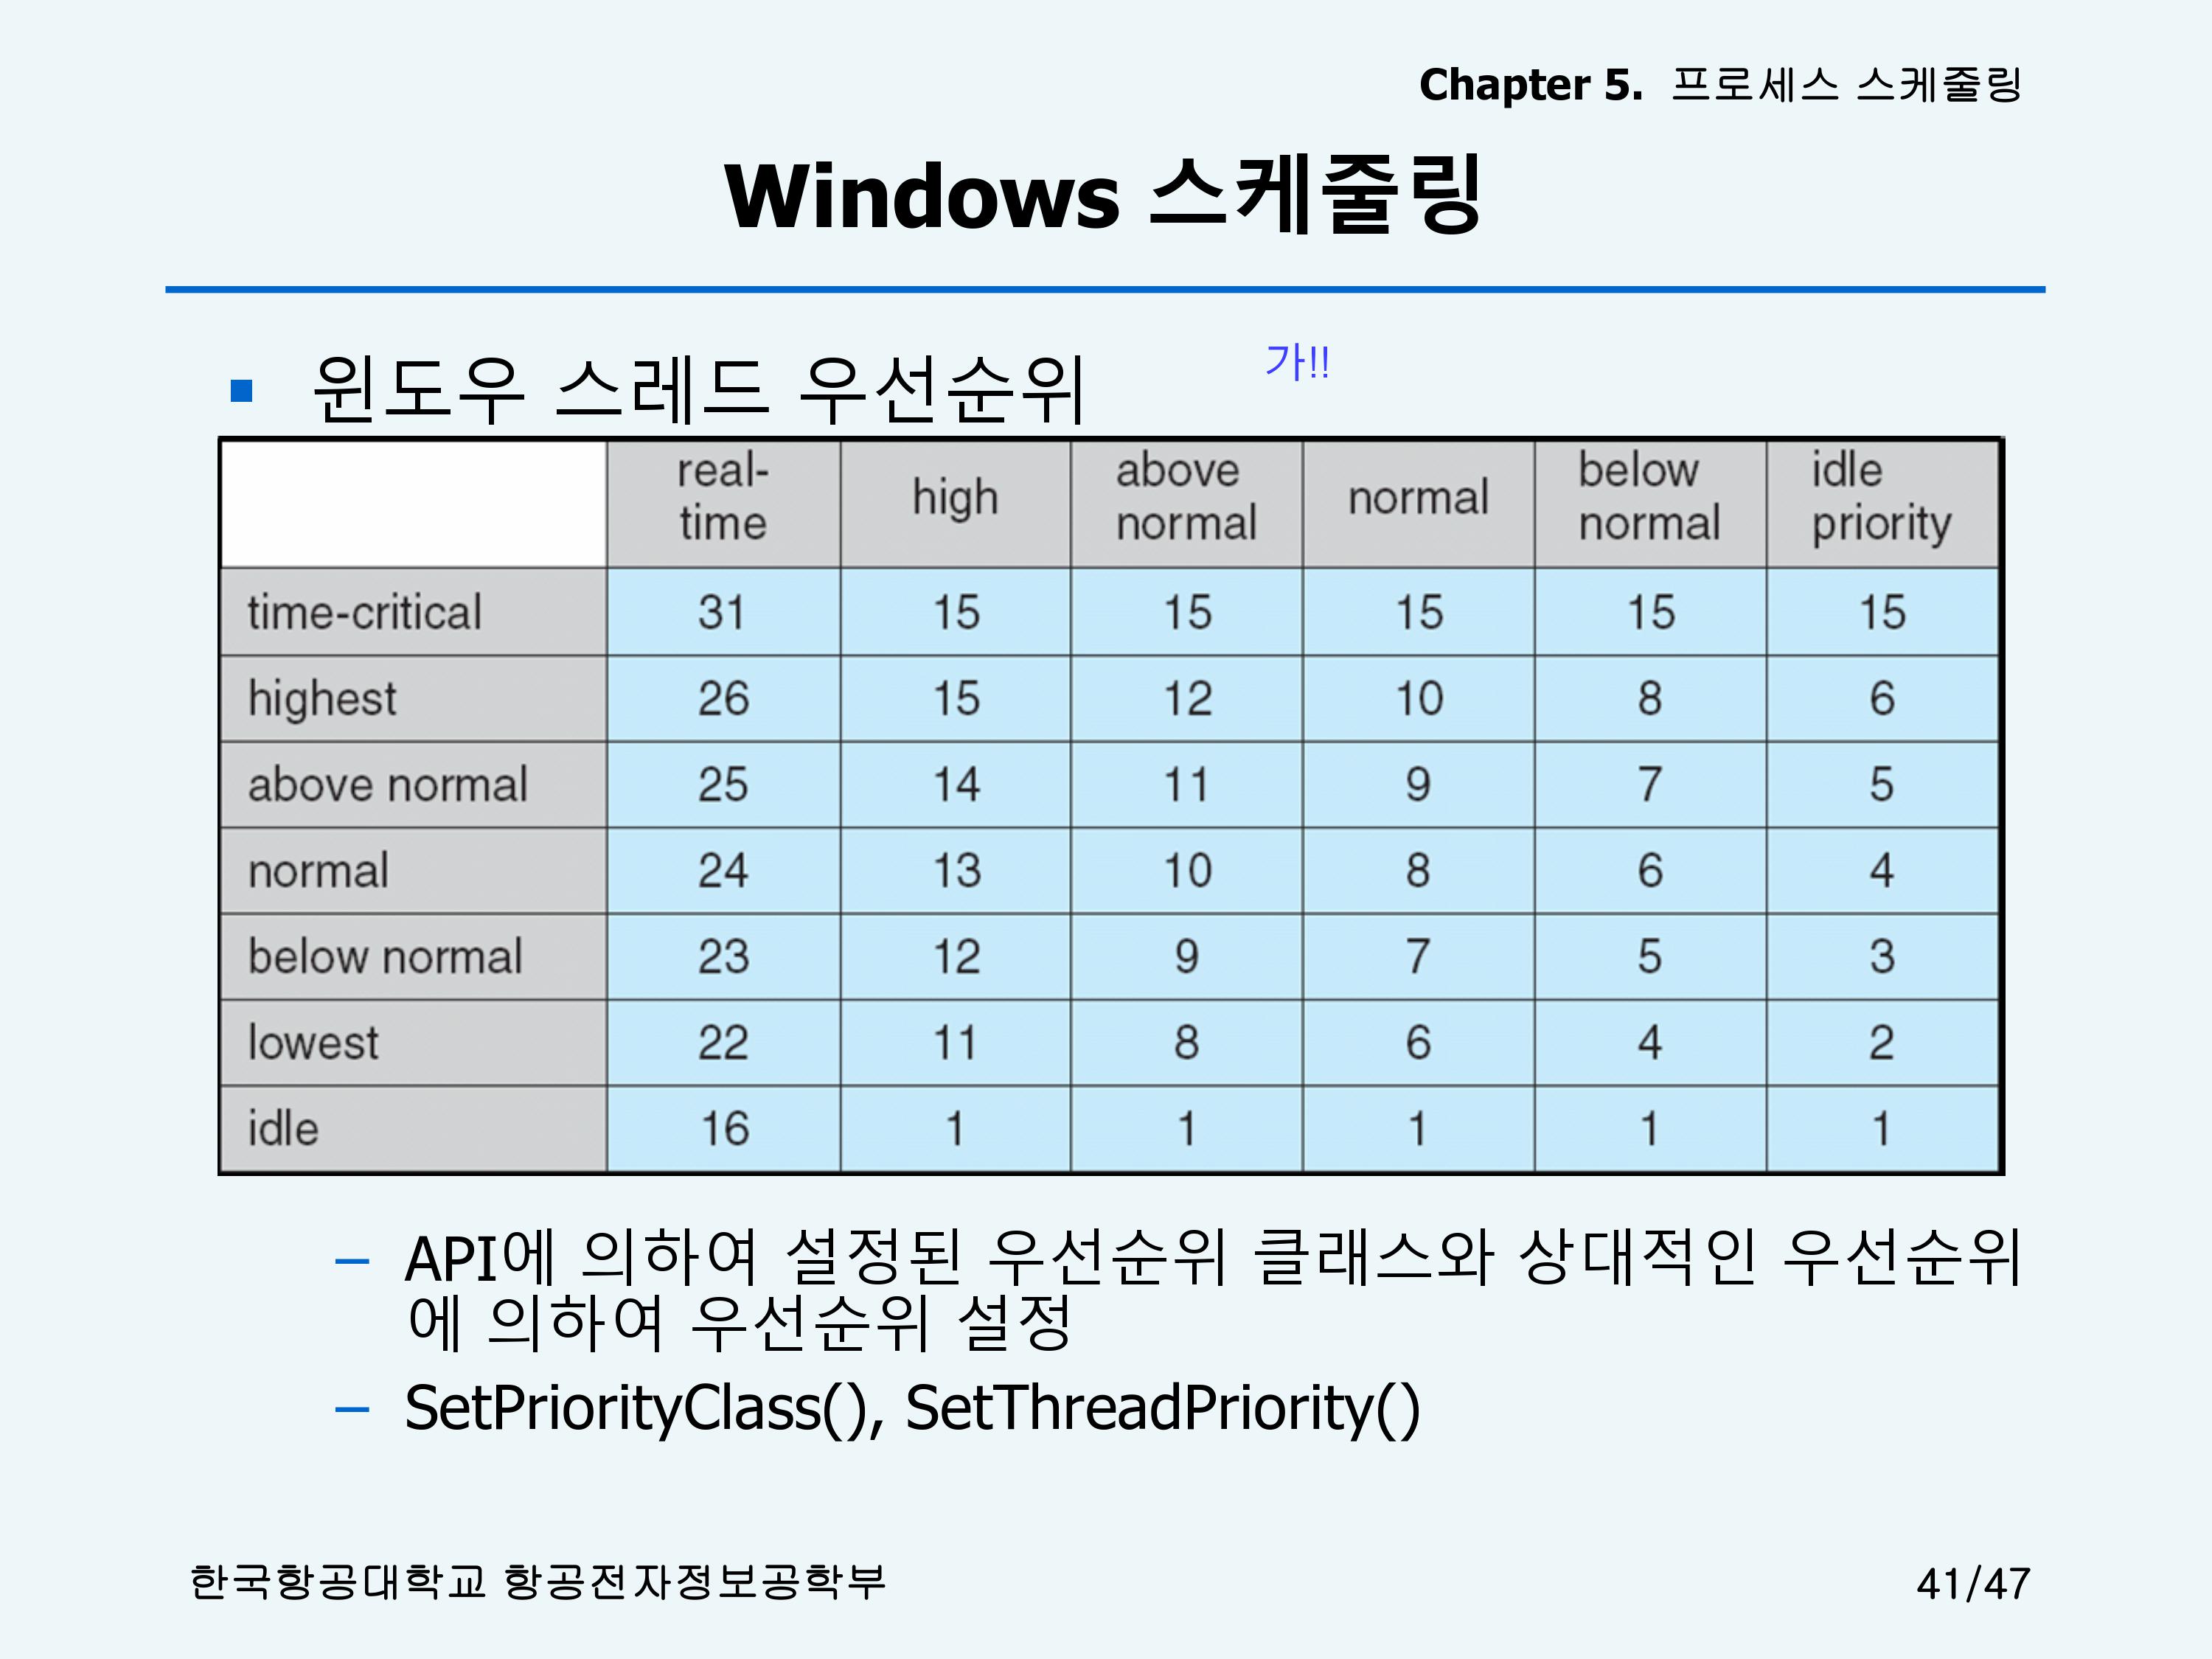 Chapter 5. 프로세스 스케줄링
Windows 스케줄링
윈도우 스레드 우선순위
가!!
real-time high above normal normal below normal idle priority
time-critical 31 15 15 15 15 15
highest 26 15 12 10 8 6
above normal 25 14 11 9 7 5
normal 24 13 10 8 6 4
below normal 23 12 9 7 5 3
lowest 22 11 8 6 4 2
idle 16 1 1 1 1 1
– API에 의하여 설정된 우선순위 클래스와 상대적인 우선순위
에 의하여 우선순위 설정
– SetPriorityClass(), SetThreadPriority()
한국항공대학교 항공전자정보공학부
41/47